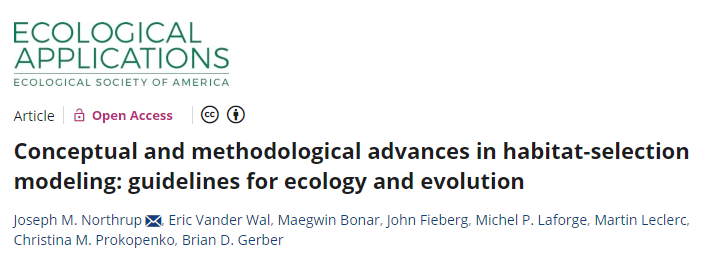 ECOLOGICAL
APPLICATIONS
ECOLOGICAL SOCIETY OF AMERICA
Article Open Access cc
Conceptual and methodological advances in habitat-selection
modeling: guidelines for ecology and evolution
Joseph M. Northrup, Eric Vander Wal, Maegwin Bonar, John Fieberg, Michel P. Laforge, Martin Leclerc,
Christina M. Prokopenko, Brian D. Gerber